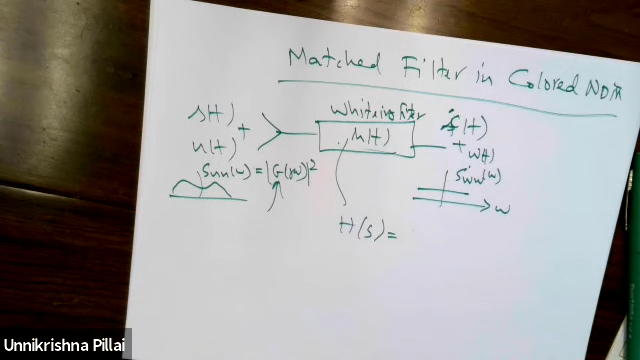 Matched Filter in Colored Noise
s(t)
+
n(t)
Whitening filter
h(t)
s(t)
+ w(t)
Snn(ω) = |G(jω)|²
Sww(ω)
ω
H(s) =
Unnikrishna Pillai